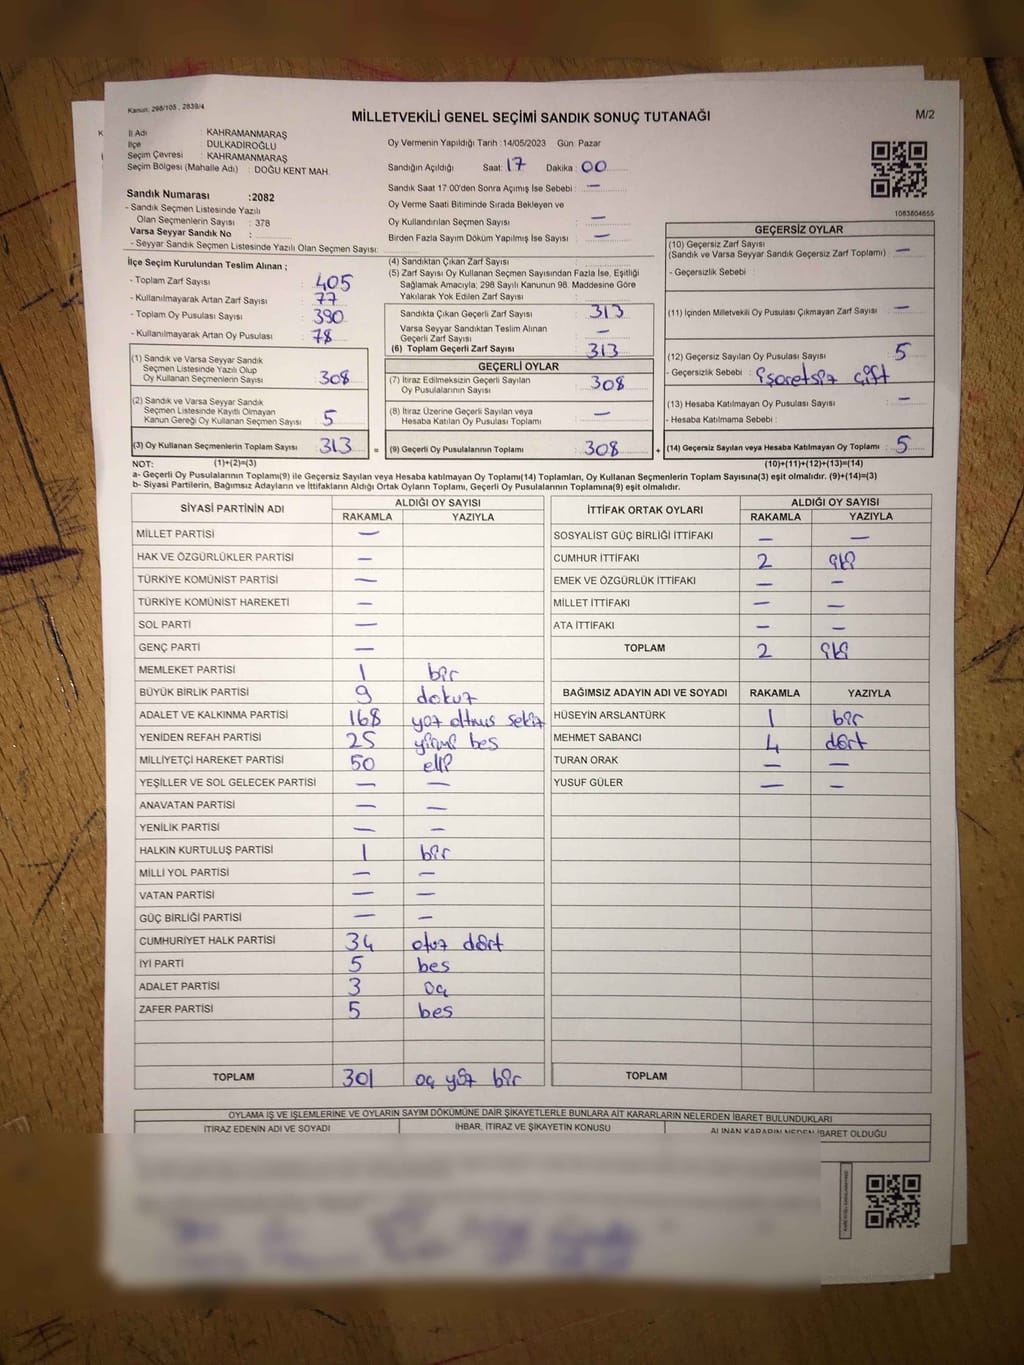 Kanun: 298/105 , 2839/4
MİLLETVEKİLİ GENEL SEÇİMİ SANDIK SONUÇ TUTANAĞI
M/2
İl Adı : KAHRAMANMARAŞ
İlçe : DULKADİROĞLU
Seçim Çevresi : KAHRAMANMARAŞ
Seçim Bölgesi (Mahalle Adı) : DOĞU KENT MAH.
Sandık Numarası :2082
- Sandık Seçmen Listesinde Yazılı
Olan Seçmenlerin Sayısı : 378
Varsa Seyyar Sandık No :
- Seyyar Sandık Seçmen Listesinde Yazılı Olan Seçmen Sayısı:
Oy Vermenin Yapıldığı Tarih : 14/05/2023 Gün: Pazar
Sandığın Açıldığı Saat: 17 Dakika : 00
Sandık Saat 17:00'den Sonra Açımış İse Sebebi : —
Oy Verme Saati Bitiminde Sırada Bekleyen ve
Oy Kullandırılan Seçmen Sayısı : —
Birden Fazla Sayım Döküm Yapılmış İse Sayısı : —
1083804655
İlçe Seçim Kurulundan Teslim Alınan ;
- Toplam Zarf Sayısı : 405
- Kullanılmayarak Artan Zarf Sayısı : 77
- Toplam Oy Pusulası Sayısı : 390
- Kullanılmayarak Artan Oy Pusulası : 78
(1) Sandık ve Varsa Seyyar Sandık
Seçmen Listesinde Yazılı Olup
Oy Kullanan Seçmenlerin Sayısı : 308
(2) Sandık ve Varsa Seyyar Sandık
Seçmen Listesinde Kayıtlı Olmayan
Kanun Gereği Oy Kullanan Seçmen Sayısı : 5
(3) Oy Kullanan Seçmenlerin Toplam Sayısı : 313
(4) Sandıktan Çıkan Zarf Sayısı :
(5) Zarf Sayısı Oy Kullanan Seçmen Sayısından Fazla İse, Eşitliği
Sağlamak Amacıyla; 298 Sayılı Kanunun 98. Maddesine Göre
Yakılarak Yok Edilen Zarf Sayısı :
Sandıkta Çıkan Geçerli Zarf Sayısı : 313
Varsa Seyyar Sandıktan Teslim Alınan
Geçerli Zarf Sayısı : —
(6) Toplam Geçerli Zarf Sayısı : 313
GEÇERLİ OYLAR
(7) İtiraz Edilmeksizin Geçerli Sayılan
Oy Pusulalarının Sayısı : 308
(8) İtiraz Üzerine Geçerli Sayılan veya
Hesaba Katılan Oy Pusulası Toplamı : —
= (9) Geçerli Oy Pusulalarının Toplamı : 308
GEÇERSİZ OYLAR
(10) Geçersiz Zarf Sayısı
(Sandık ve Varsa Seyyar Sandık Geçersiz Zarf Toplamı) : —
- Geçersizlik Sebebi :
(11) İçinden Milletvekili Oy Pusulası Çıkmayan Zarf Sayısı : —
(12) Geçersiz Sayılan Oy Pusulası Sayısı : 5
- Geçersizlik Sebebi : işaretsiz çift
(13) Hesaba Katılmayan Oy Pusulası Sayısı : —
- Hesaba Katılmama Sebebi :
+ (14) Geçersiz Sayılan veya Hesaba Katılmayan Oy Toplamı : 5
NOT: (1)+(2)=(3) (10)+(11)+(12)+(13)=(14)
a- Geçerli Oy Pusulalarının Toplamı(9) ile Geçersiz Sayılan veya Hesaba Katılmayan Oy Toplamı(14) Toplamları, Oy Kullanan Seçmenlerin Toplam Sayısına(3) eşit olmalıdır. (9)+(14)=(3)
b- Siyasi Partilerin, Bağımsız Adayların ve İttifakların Aldığı Ortak Oyların Toplamı, Geçerli Oy Pusulalarının Toplamına(9) eşit olmalıdır.
SİYASİ PARTİNİN ADI ALDIĞI OY SAYISI
RAKAMLA YAZIYLA
MİLLET PARTİSİ —
HAK VE ÖZGÜRLÜKLER PARTİSİ —
TÜRKİYE KOMÜNİST PARTİSİ —
TÜRKİYE KOMÜNİST HAREKETİ —
SOL PARTİ —
GENÇ PARTİ —
MEMLEKET PARTİSİ 1 bir
BÜYÜK BİRLİK PARTİSİ 9 dokuz
ADALET VE KALKINMA PARTİSİ 168 yüz altmıs sekiz
YENİDEN REFAH PARTİSİ 25 yirmi bes
MİLLİYETÇİ HAREKET PARTİSİ 50 elli
YEŞİLLER VE SOL GELECEK PARTİSİ — —
ANAVATAN PARTİSİ — —
YENİLİK PARTİSİ — —
HALKIN KURTULUŞ PARTİSİ 1 bir
MİLLİ YOL PARTİSİ — —
VATAN PARTİSİ — —
GÜÇ BİRLİĞİ PARTİSİ — —
CUMHURİYET HALK PARTİSİ 34 otuz dört
İYİ PARTİ 5 bes
ADALET PARTİSİ 3 üç
ZAFER PARTİSİ 5 bes
TOPLAM 301 üç yüz bir
İTTİFAK ORTAK OYLARI ALDIĞI OY SAYISI
RAKAMLA YAZIYLA
SOSYALİST GÜÇ BİRLİĞİ İTTİFAKI — —
CUMHUR İTTİFAKI 2 iki
EMEK VE ÖZGÜRLÜK İTTİFAKI — —
MİLLET İTTİFAKI — —
ATA İTTİFAKI — —
TOPLAM 2 iki
BAĞIMSIZ ADAYIN ADI VE SOYADI RAKAMLA YAZIYLA
HÜSEYİN ARSLANTÜRK 1 bir
MEHMET SABANCI 4 dört
TURAN ORAK — —
YUSUF GÜLER — —
TOPLAM
OYLAMA İŞ VE İŞLEMLERİNE VE OYLARIN SAYIM DÖKÜMÜNE DAİR ŞİKAYETLERLE BUNLARA AİT KARARLARIN NELERDEN İBARET BULUNDUKLARI
İTİRAZ EDENİN ADI VE SOYADI İHBAR, İTİRAZ VE ŞİKAYETİN KONUSU ALINAN KARARIN NEDEN İBARET OLDUĞU